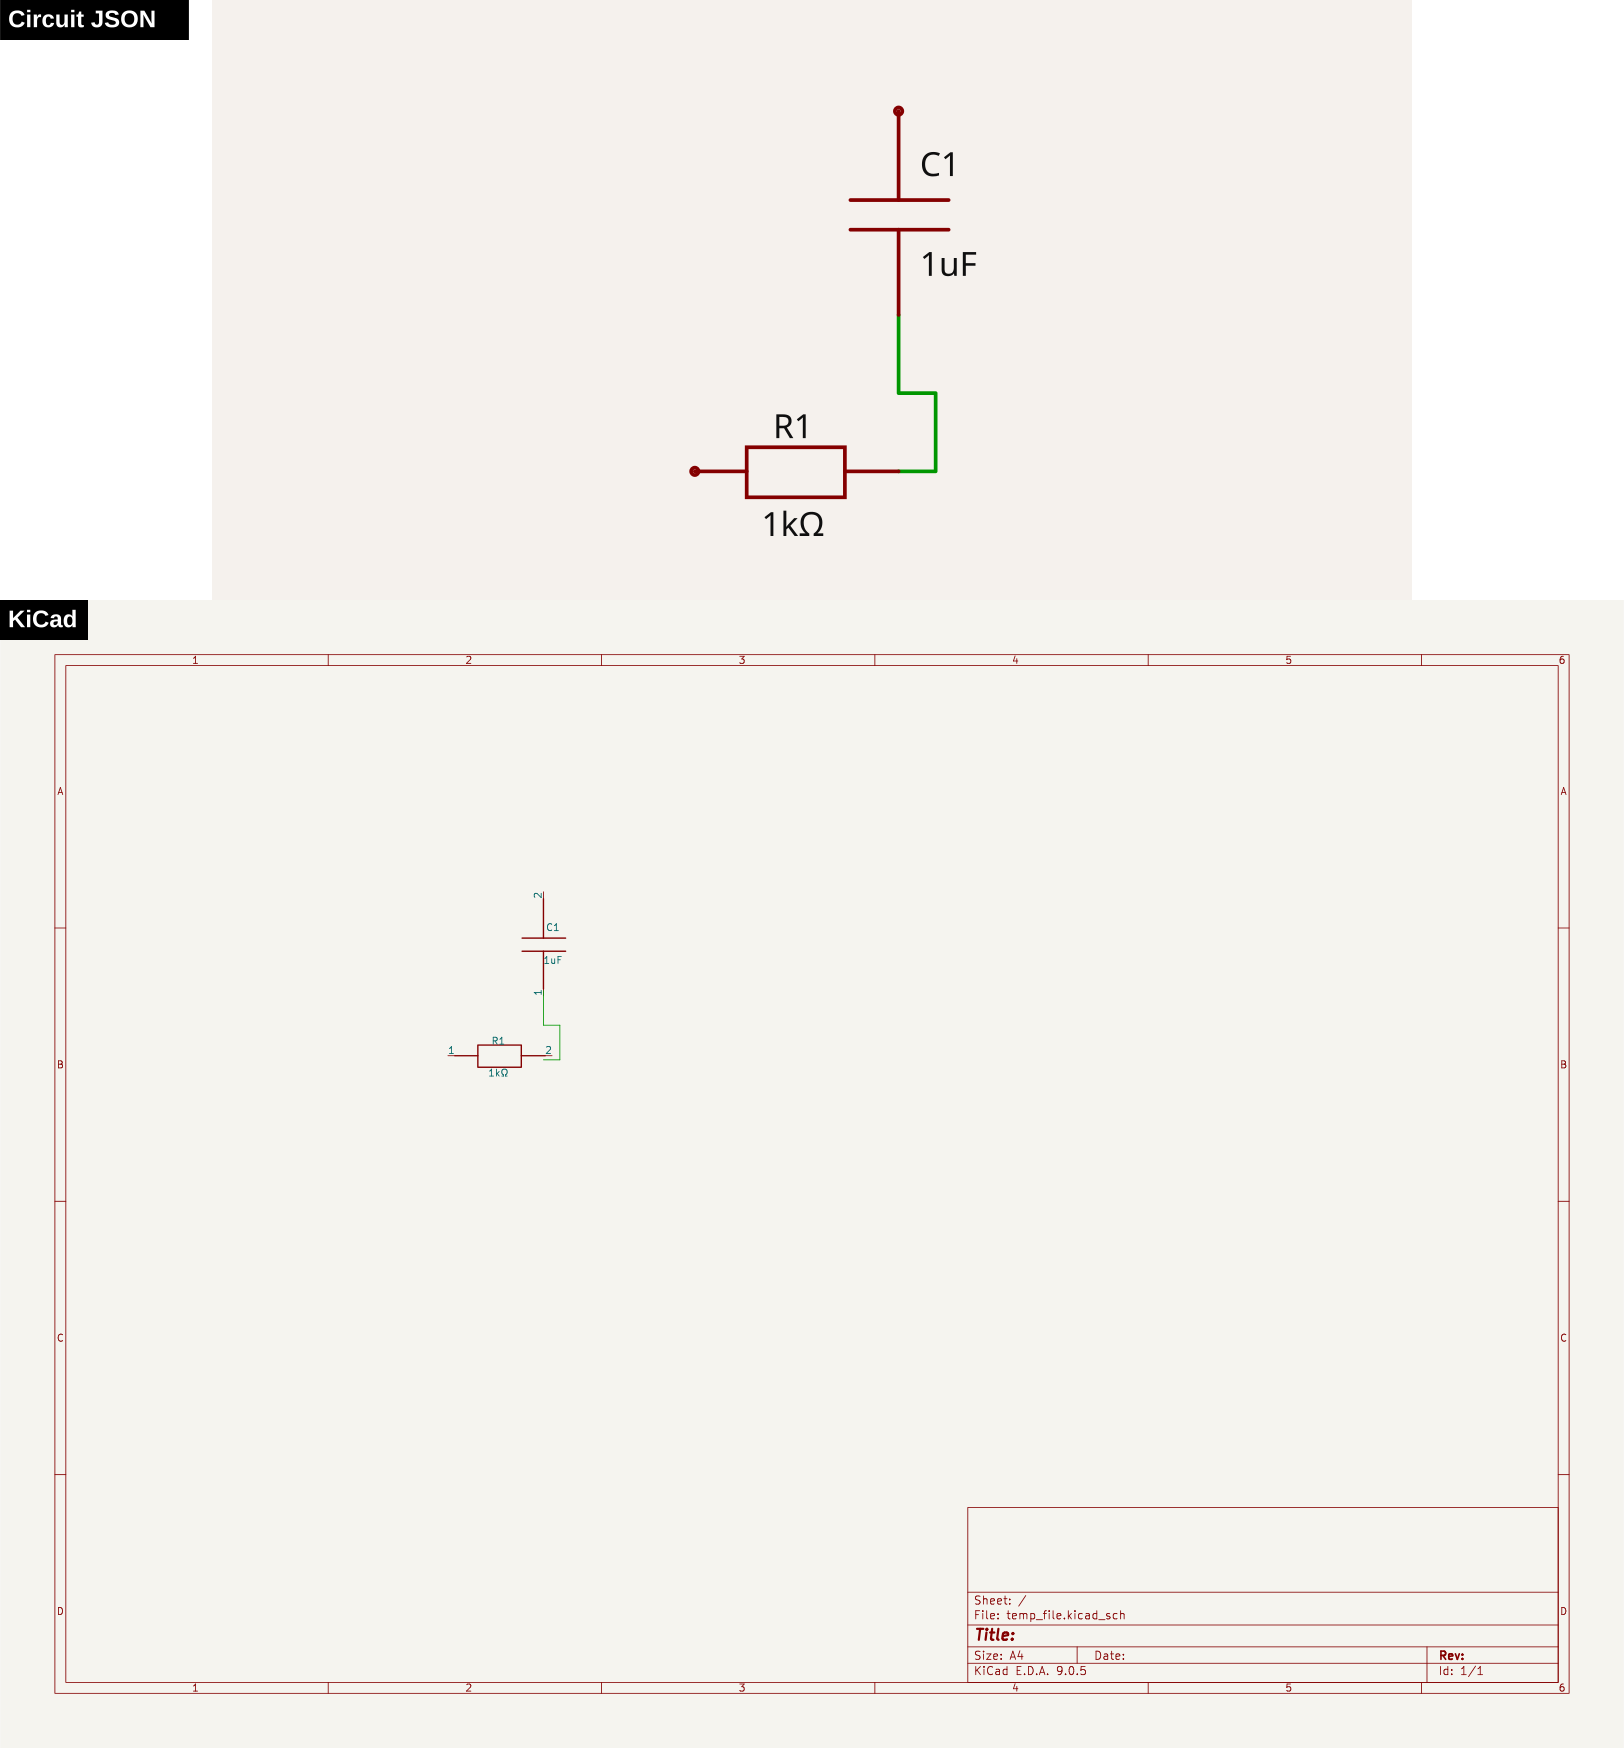 Circuit JSON
C1
1uF
R1
1kΩ
KiCad
1 2 3 4 5 6
A A
2
C1
1uF
1
R1
1 2
1kΩ
B B
C C
Sheet: /
File: temp_file.kicad_sch
D D
Title:
Size: A4 Date: Rev:
KiCad E.D.A. 9.0.5 Id: 1/1
1 2 3 4 5 6